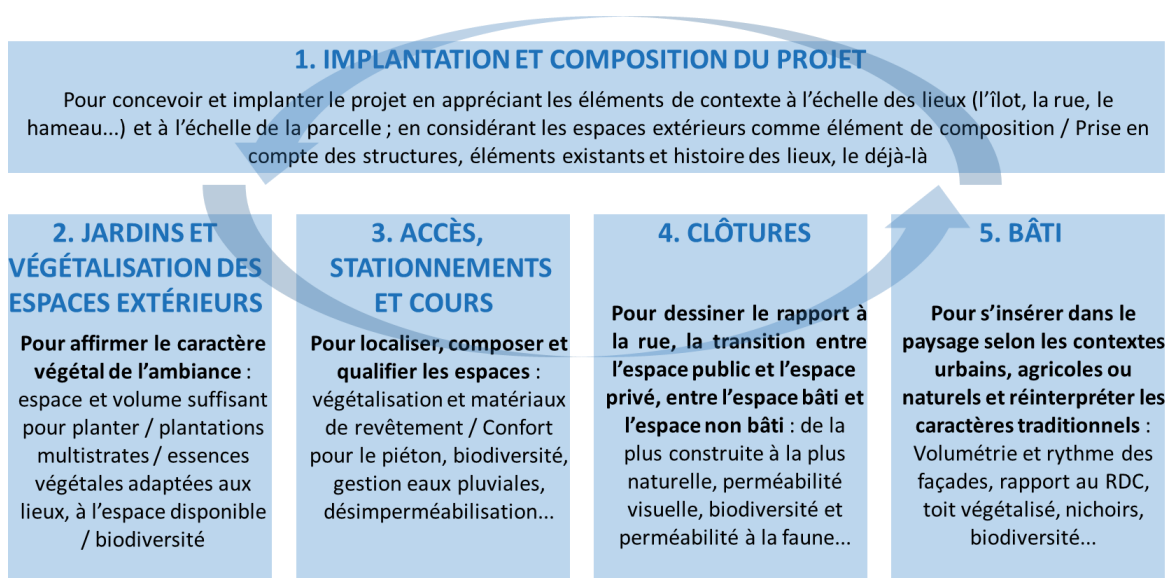 1. IMPLANTATION ET COMPOSITION DU PROJET
Pour concevoir et implanter le projet en appréciant les éléments de contexte à l’échelle des lieux (l’îlot, la rue, le
hameau...) et à l’échelle de la parcelle ; en considérant les espaces extérieurs comme élément de composition / Prise en
compte des structures, éléments existants et histoire des lieux, le déjà-là
2. JARDINS ET
VÉGÉTALISATION DES
ESPACES EXTÉRIEURS
Pour affirmer le caractère
végétal de l’ambiance :
espace et volume suffisant
pour planter / plantations
multistrates / essences
végétales adaptées aux
lieux, à l’espace disponible
/ biodiversité
3. ACCÈS,
STATIONNEMENTS
ET COURS
Pour localiser, composer et
qualifier les espaces :
végétalisation et matériaux
de revêtement / Confort
pour le piéton, biodiversité,
gestion eaux pluviales,
désimperméabilisation...
4. CLÔTURES
Pour dessiner le rapport à
la rue, la transition entre
l’espace public et l’espace
privé, entre l’espace bâti et
l’espace non bâti : de la
plus construite à la plus
naturelle, perméabilité
visuelle, biodiversité et
perméabilité à la faune...
5. BÂTI
Pour s’insérer dans le
paysage selon les contextes
urbains, agricoles ou
naturels et réinterpréter les
caractères traditionnels :
Volumétrie et rythme des
façades, rapport au RDC,
toit végétalisé, nichoirs,
biodiversité...